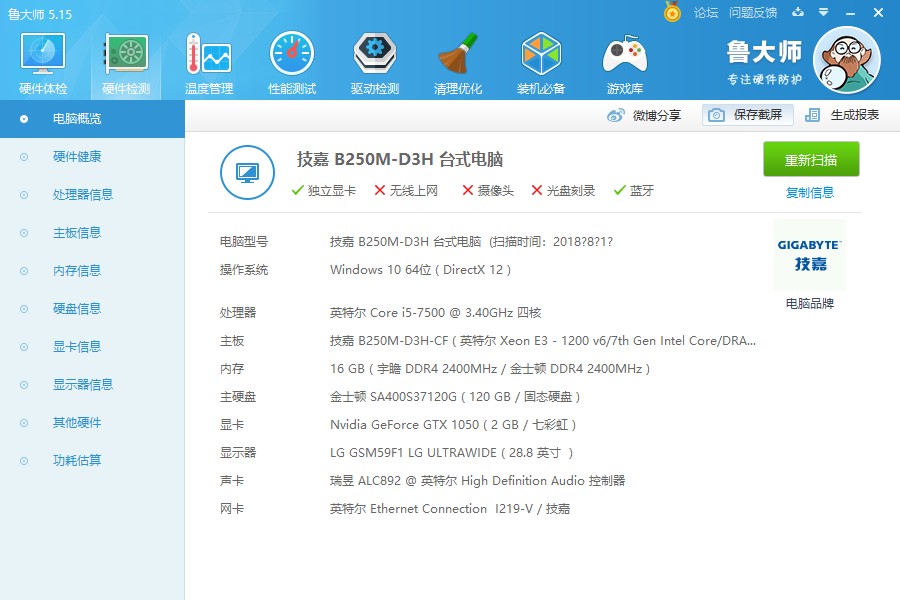 鲁大师 5.15
论坛 问题反馈
硬件体检 硬件检测 温度管理 性能测试 驱动检测 清理优化 装机必备 游戏库
鲁大师
专注硬件防护
微博分享 保存截屏 生成报表
电脑概览
硬件健康
处理器信息
主板信息
内存信息
硬盘信息
显卡信息
显示器信息
其他硬件
功耗估算
技嘉 B250M-D3H 台式电脑
独立显卡 无线上网 摄像头 光盘刻录 蓝牙
重新扫描
复制信息
GIGABYTE™
技嘉
电脑品牌
电脑型号 技嘉 B250M-D3H 台式电脑 (扫描时间：2018?8?1?
操作系统 Windows 10 64位 ( DirectX 12 )
处理器 英特尔 Core i5-7500 @ 3.40GHz 四核
主板 技嘉 B250M-D3H-CF ( 英特尔 Xeon E3 - 1200 v6/7th Gen Intel Core/DRA...
内存 16 GB ( 宇瞻 DDR4 2400MHz / 金士顿 DDR4 2400MHz )
主硬盘 金士顿 SA400S37120G ( 120 GB / 固态硬盘 )
显卡 Nvidia GeForce GTX 1050 ( 2 GB / 七彩虹 )
显示器 LG GSM59F1 LG ULTRAWIDE ( 28.8 英寸 )
声卡 瑞昱 ALC892 @ 英特尔 High Definition Audio 控制器
网卡 英特尔 Ethernet Connection I219-V / 技嘉